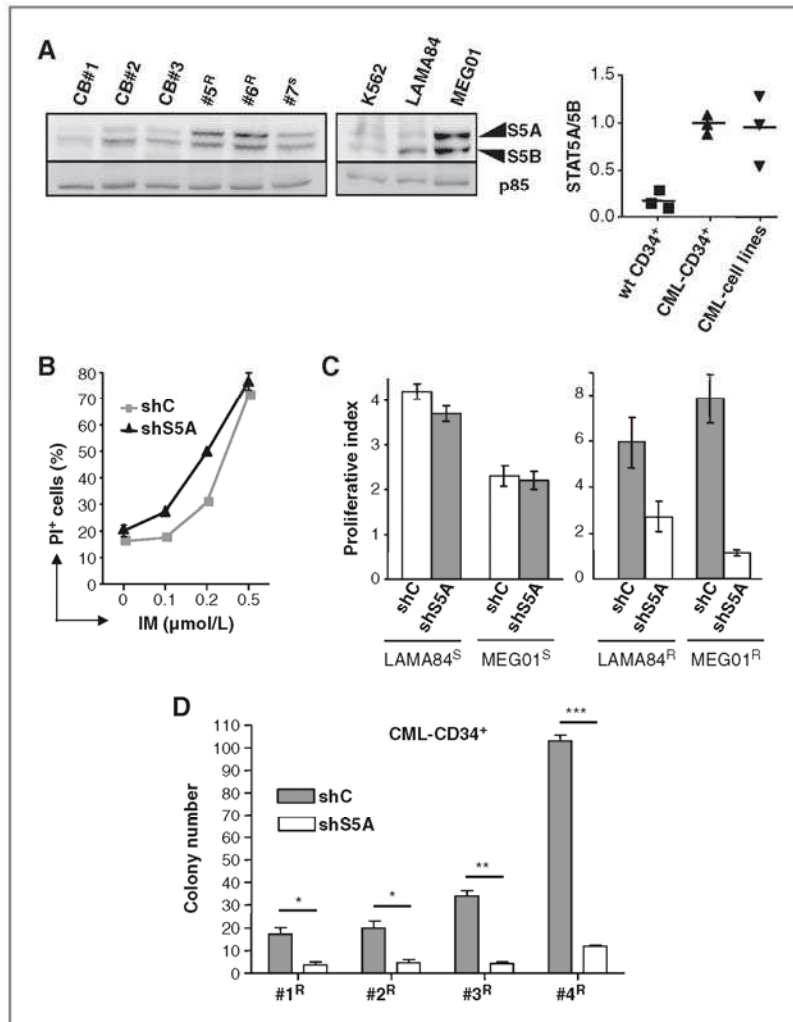 A
CB#1 CB#2 CB#3 #5R #6R #7s
K562 LAMA84 MEG01
S5A
S5B
p85
STAT5A/5B
1.5
1.0
0.5
0.0
wt CD34+ CML-CD34+ CML-cell lines
B
PI+ cells (%)
80
70
60
50
40
30
20
10
0
shC
shS5A
0 0.1 0.2 0.5
IM (μmol/L)
C
Proliferative index
4
3
2
1
0
shC shS5A shC shS5A
LAMA84S MEG01S
8
6
4
2
0
shC shS5A shC shS5A
LAMA84R MEG01R
D
CML-CD34+
Colony number
110
100
90
80
70
60
50
40
30
20
10
0
shC
shS5A
* * ** ***
#1R #2R #3R #4R